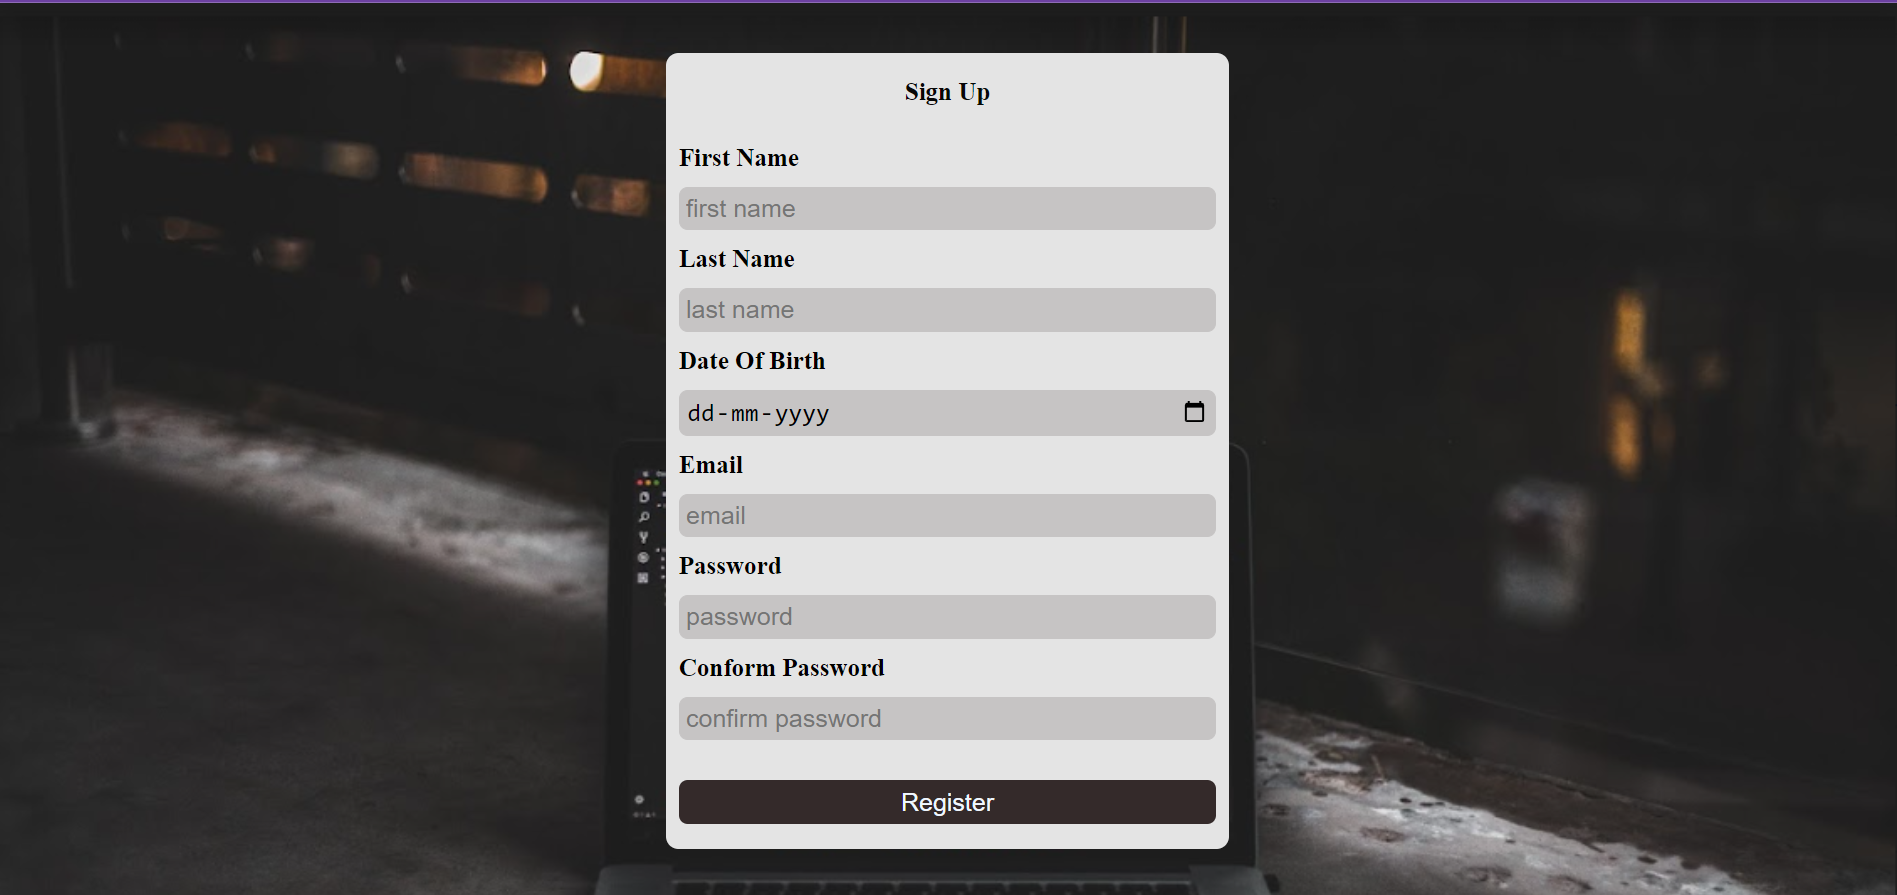 Sign Up
First Name
first name
Last Name
last name
Date Of Birth
dd-mm-yyyy
Email
email
Password
password
Conform Password
confirm password
Register